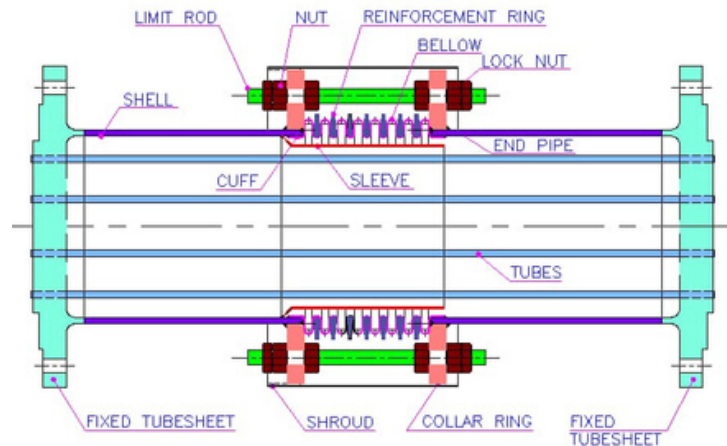 LIMIT ROD
NUT
REINFORCEMENT RING
BELLOW
LOCK NUT
SHELL
END PIPE
CUFF
SLEEVE
TUBES
FIXED TUBESHEET
SHROUD
COLLAR RING
FIXED
TUBESHEET